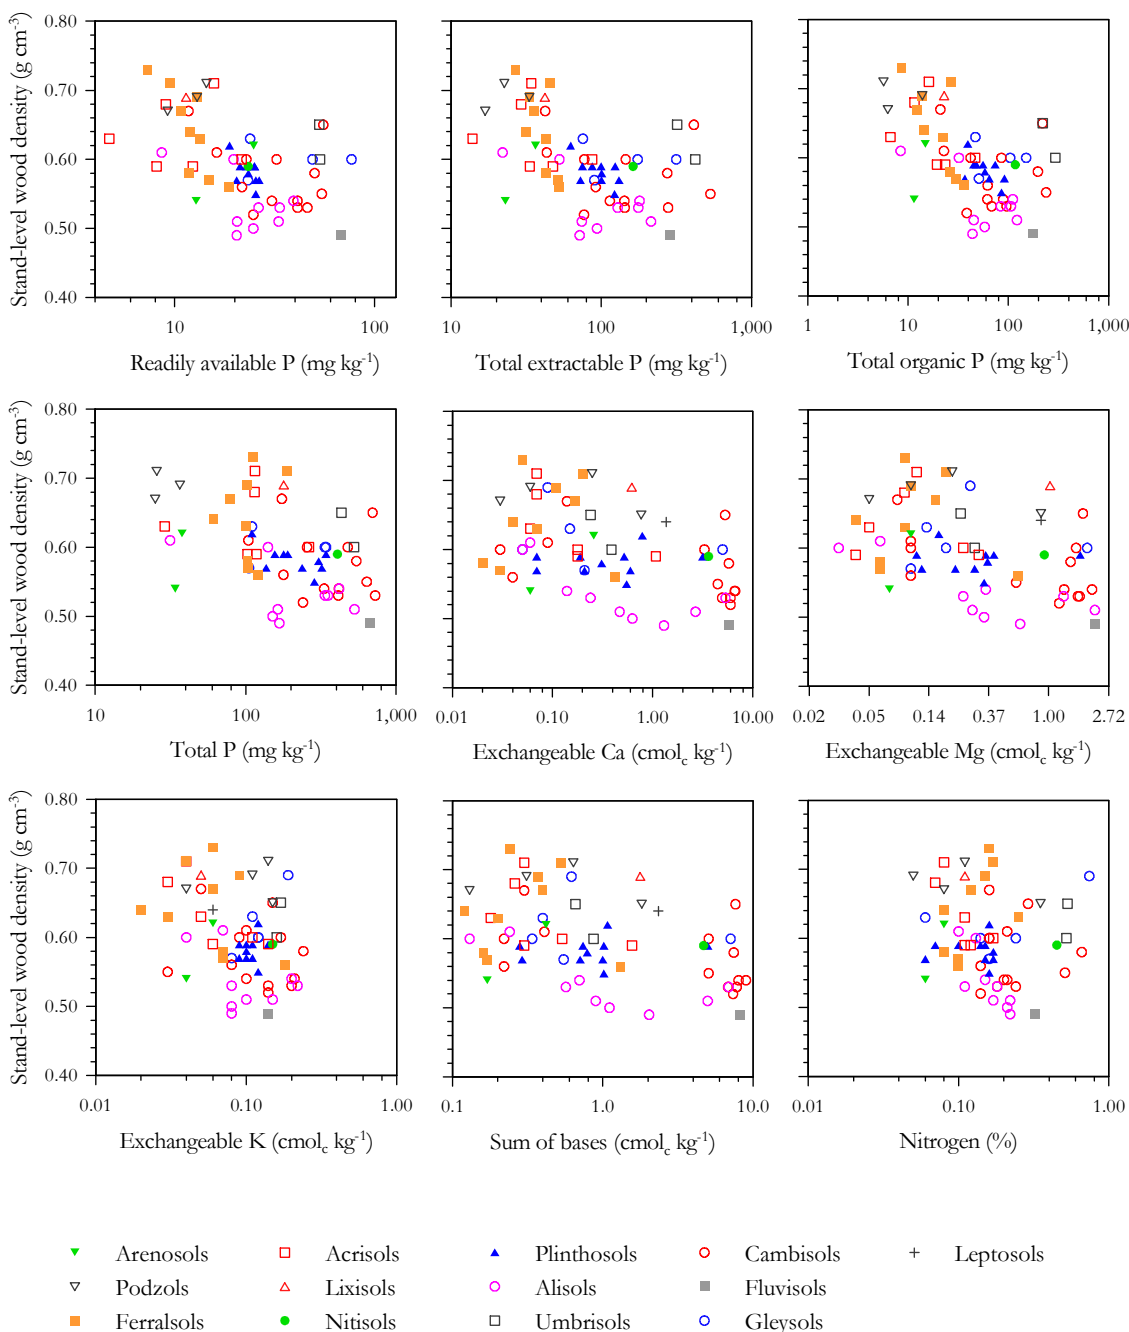 0.80
0.70
0.60
0.50
0.40
Stand-level wood density (g cm⁻³)
10 100
Readily available P (mg kg⁻¹)
10 100 1,000
Total extractable P (mg kg⁻¹)
1 10 100 1,000
Total organic P (mg kg⁻¹)
0.80
0.70
0.60
0.50
0.40
Stand-level wood density (g cm⁻³)
10 100 1,000
Total P (mg kg⁻¹)
0.01 0.10 1.00 10.00
Exchangeable Ca (cmol_c kg⁻¹)
0.02 0.05 0.14 0.37 1.00 2.72
Exchangeable Mg (cmol_c kg⁻¹)
0.80
0.70
0.60
0.50
0.40
Stand-level wood density (g cm⁻³)
0.01 0.10 1.00
Exchangeable K (cmol_c kg⁻¹)
0.1 1.0 10.0
Sum of bases (cmol_c kg⁻¹)
0.01 0.10 1.00
Nitrogen (%)
Arenosols Acrisols Plinthosols Cambisols Leptosols
Podzols Lixisols Alisols Fluvisols
Ferralsols Nitisols Umbrisols Gleysols